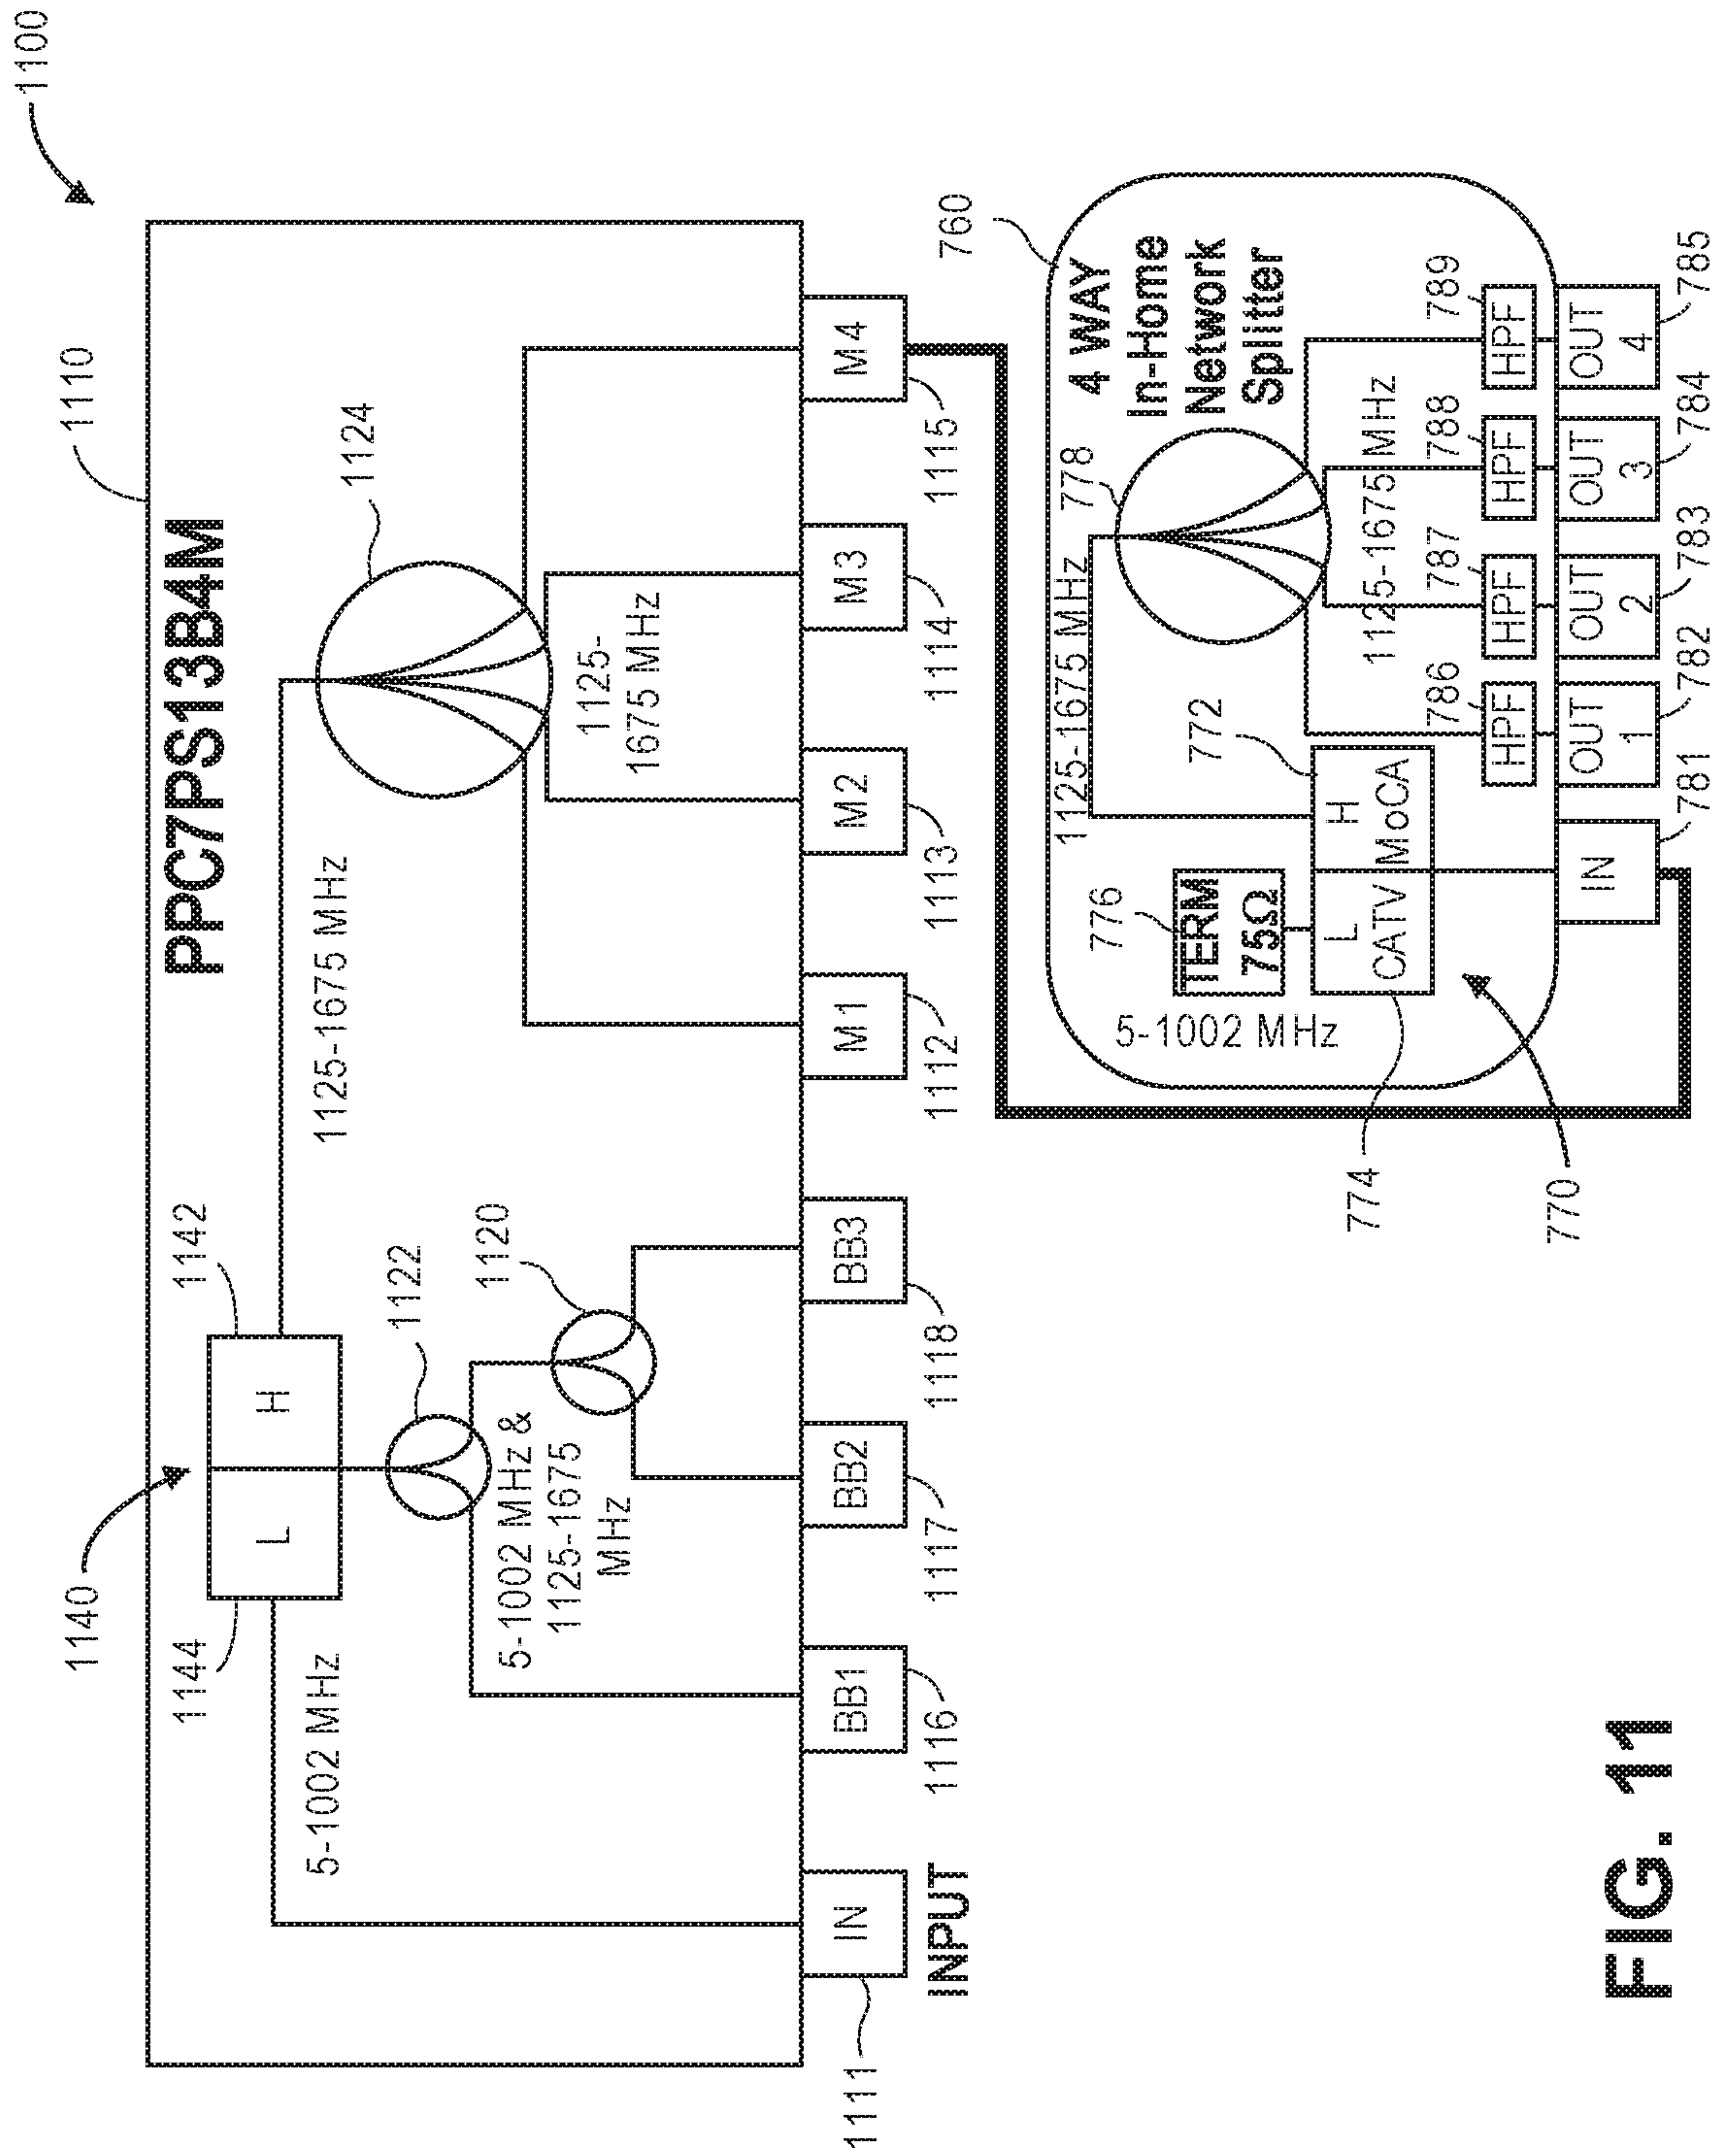 1100
1110
PPC7PS13B4M
1140
1144
L
H
1142
5-1002 MHz
1125-1675 MHz
1122
1120
1124
5-1002 MHz &
1125-1675
MHz
1125-
1675 MHz
IN
BB1
BB2
BB3
M1
M2
M3
M4
1111
INPUT
1116
1117
1118
1112
1113
1114
1115
760
4 WAY
In-Home
Network
Splitter
1125-1675 MHz
778
776
TERM
75Ω
772
5-1002 MHz
L
CATV
H
MoCA
1125-1675 MHz
774
770
786
787
788
789
HPF
HPF
HPF
HPF
IN
OUT
1
OUT
2
OUT
3
OUT
4
781
782
783
784
785
FIG. 11